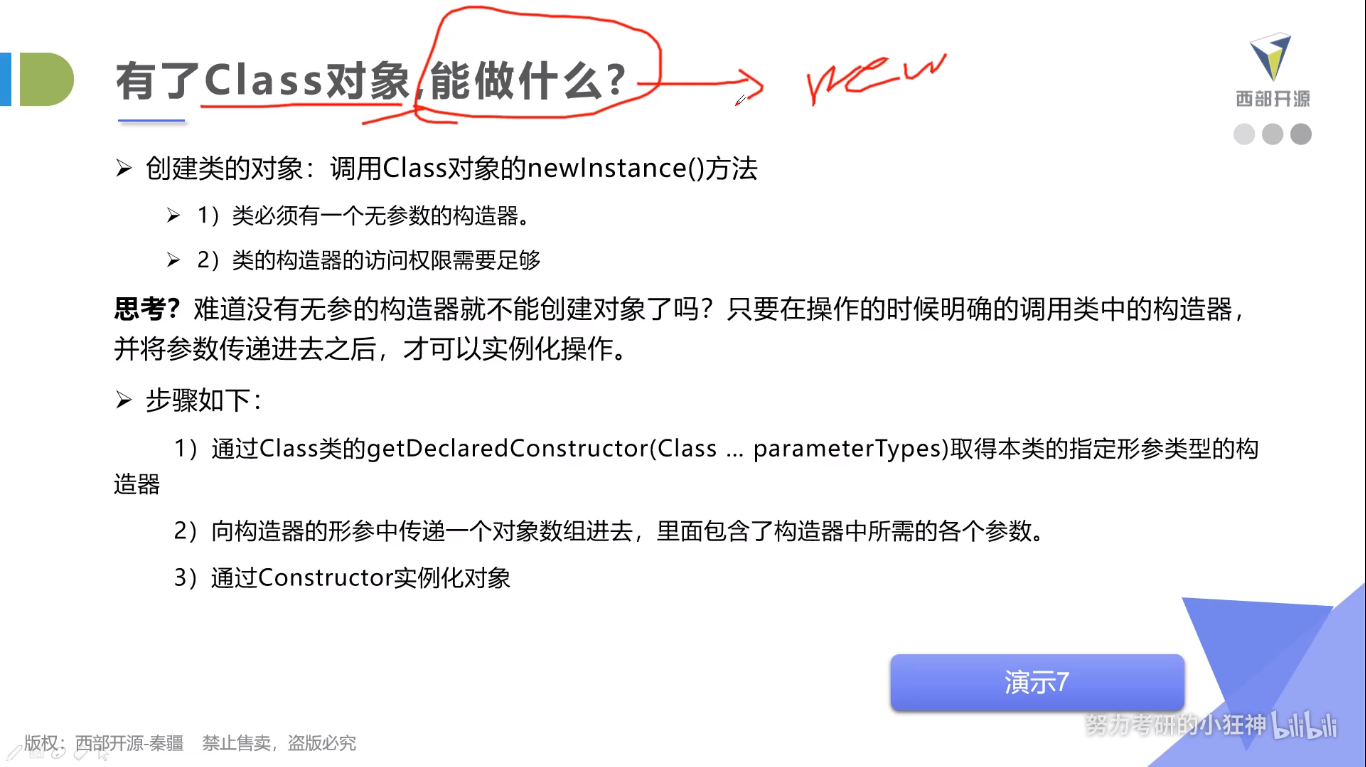 有了Class对象,能做什么?
new
西部开源
创建类的对象：调用Class对象的newInstance()方法
1）类必须有一个无参数的构造器。
2）类的构造器的访问权限需要足够
思考？难道没有无参的构造器就不能创建对象了吗？只要在操作的时候明确的调用类中的构造器，
并将参数传递进去之后，才可以实例化操作。
步骤如下：
1）通过Class类的getDeclaredConstructor(Class … parameterTypes)取得本类的指定形参类型的构
造器
2）向构造器的形参中传递一个对象数组进去，里面包含了构造器中所需的各个参数。
3）通过Constructor实例化对象
演示7
努力考研的小狂神 bilibili
版权：西部开源-秦疆 禁止售卖，盗版必究